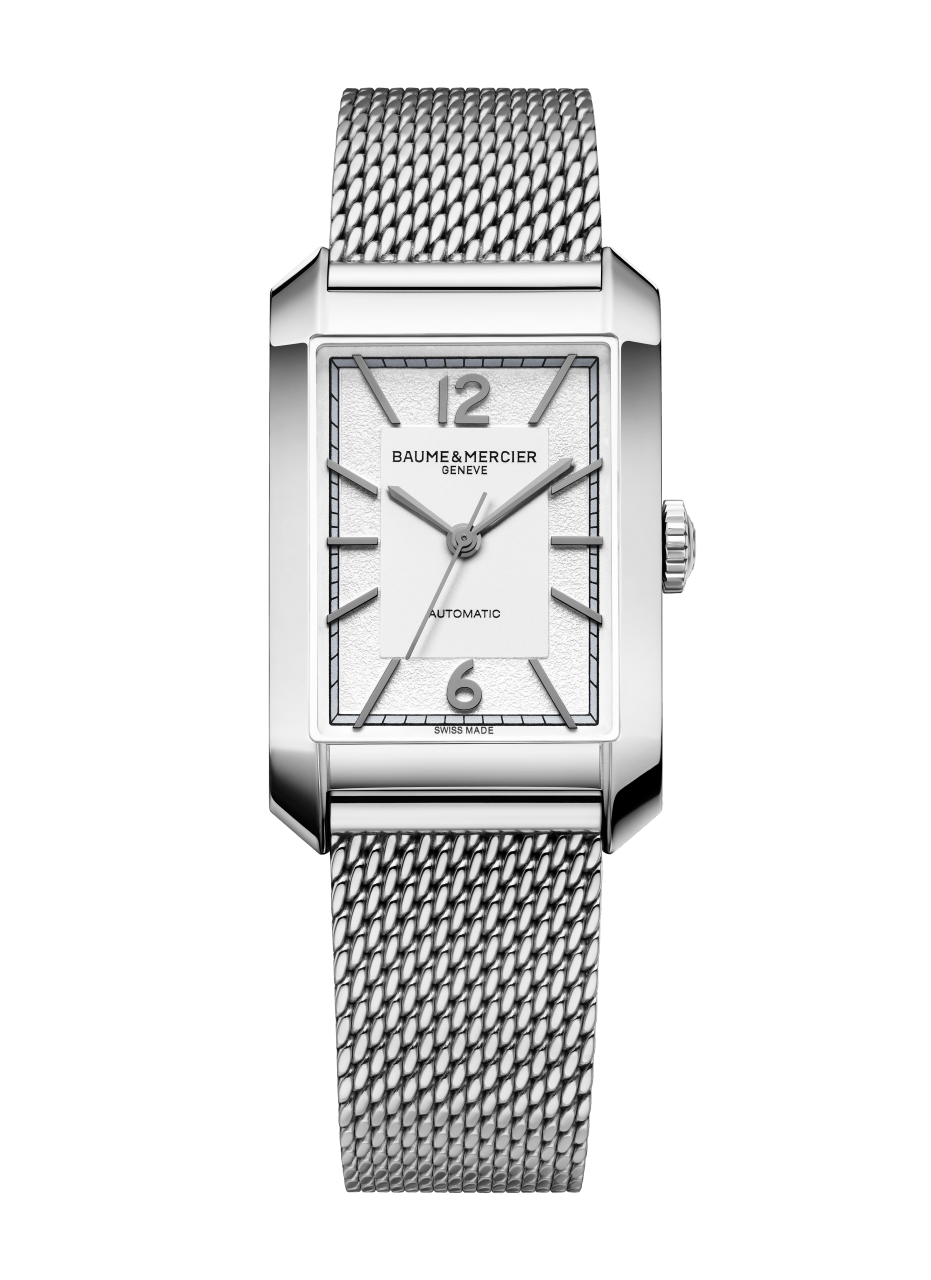 12
BAUME & MERCIER
GENEVE
AUTOMATIC
6
SWISS MADE